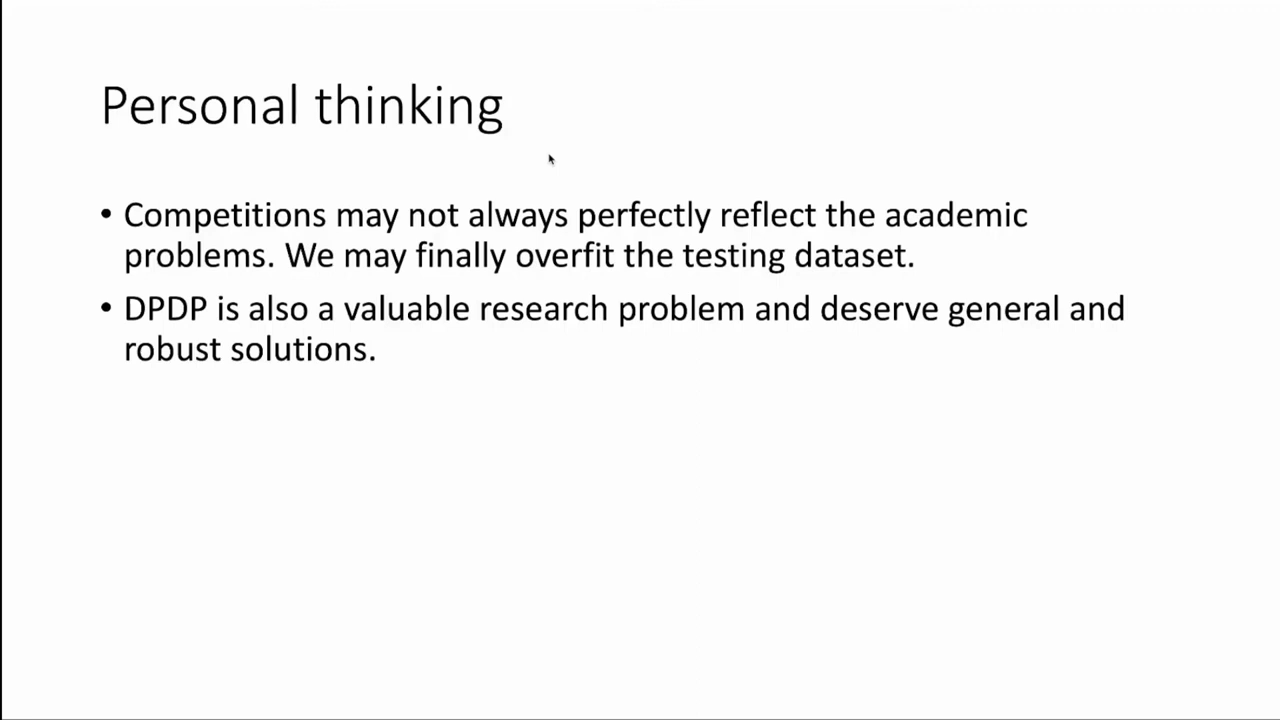 Personal thinking
• Competitions may not always perfectly reflect the academic
problems. We may finally overfit the testing dataset.
• DPDP is also a valuable research problem and deserve general and
robust solutions.